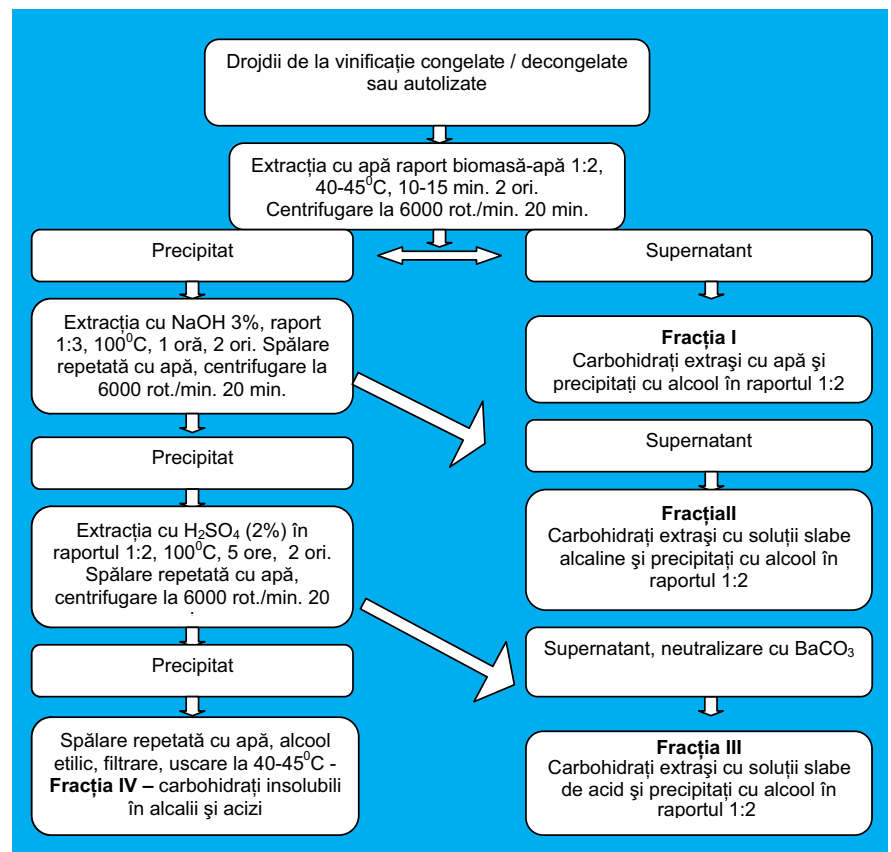 Drojdii de la vinificație congelate / decongelate
sau autolizate
Extracția cu apă raport biomasă-apă 1:2,
40-45⁰C, 10-15 min. 2 ori.
Centrifugare la 6000 rot./min. 20 min.
Precipitat
Supernatant
Extracția cu NaOH 3%, raport
1:3, 100⁰C, 1 oră, 2 ori. Spălare
repetată cu apă, centrifugare la
6000 rot./min. 20 min.
Fracția I
Carbohidrați extrași cu apă și
precipitați cu alcool în raportul 1:2
Precipitat
Supernatant
Extracția cu H₂SO₄ (2%) în
raportul 1:2, 100⁰C, 5 ore, 2 ori.
Spălare repetată cu apă,
centrifugare la 6000 rot./min. 20
FracțiaII
Carbohidrați extraşi cu soluții slabe
alcaline şi precipitați cu alcool în
raportul 1:2
Precipitat
Supernatant, neutralizare cu BaCO₃
Spălare repetată cu apă, alcool
etilic, filtrare, uscare la 40-45⁰C -
Fracția IV – carbohidrați insolubili
în alcalii şi acizi
Fracția III
Carbohidrați extraşi cu soluții slabe
de acid şi precipitați cu alcool în
raportul 1:2